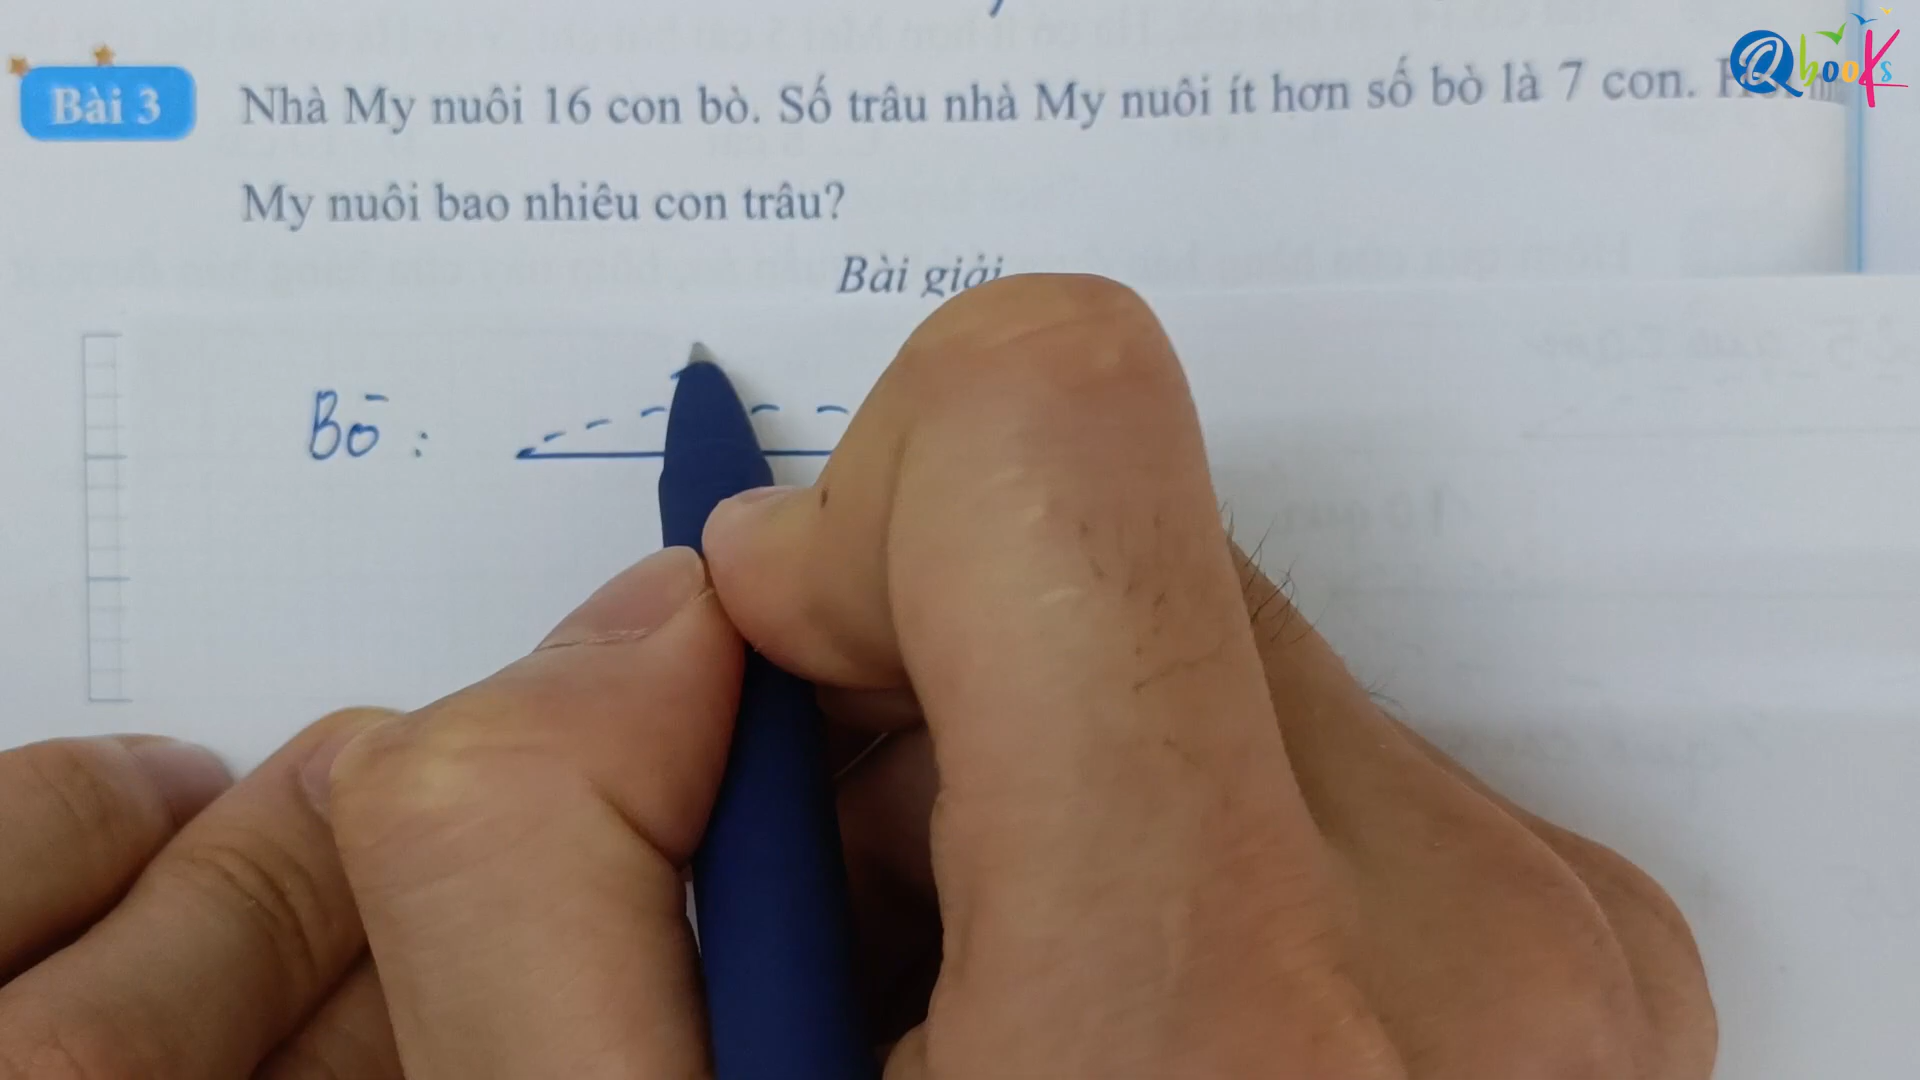 Qbooks
Bài 3 Nhà My nuôi 16 con bò. Số trâu nhà My nuôi ít hơn số bò là 7 con.
My nuôi bao nhiêu con trâu?
Bài giải
Bò :